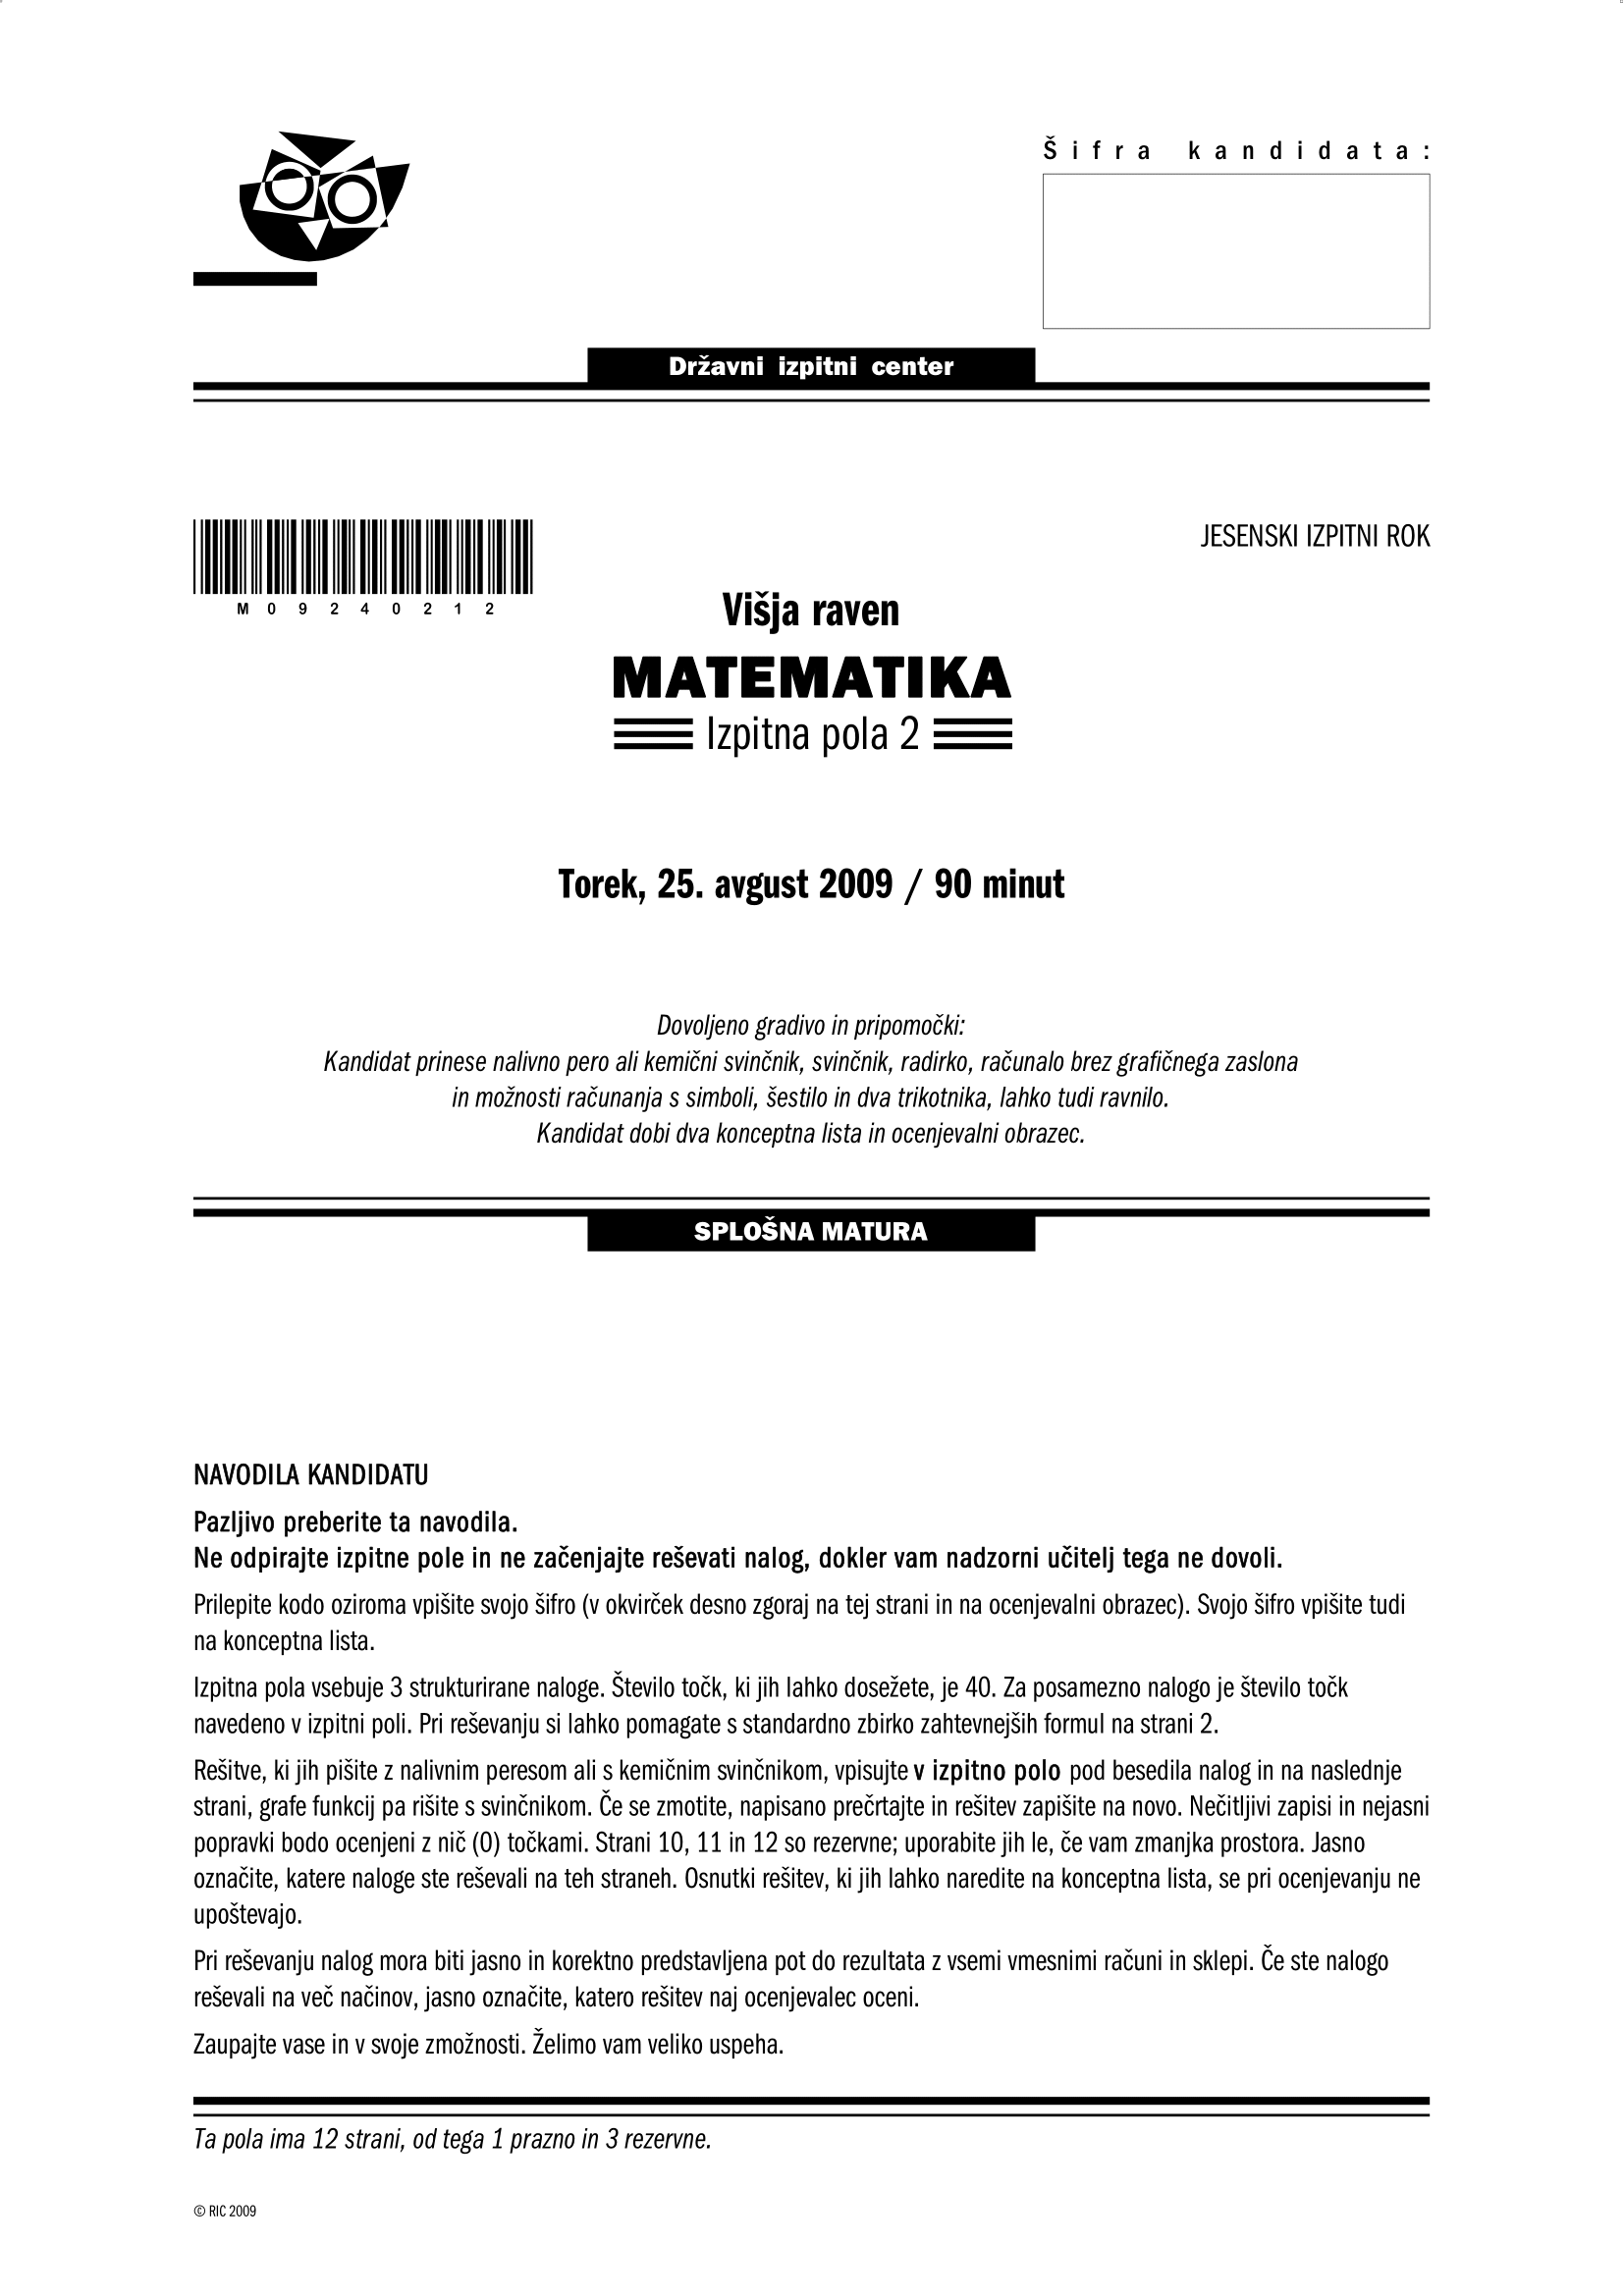 Šifra kandidata:
Državni izpitni center
M09240212
JESENSKI IZPITNI ROK
Višja raven
MATEMATIKA
Izpitna pola 2
Torek, 25. avgust 2009 / 90 minut
Dovoljeno gradivo in pripomočki:
Kandidat prinese nalivno pero ali kemični svinčnik, svinčnik, radirko, računalo brez grafičnega zaslona
in možnosti računanja s simboli, šestilo in dva trikotnika, lahko tudi ravnilo.
Kandidat dobi dva konceptna lista in ocenjevalni obrazec.
SPLOŠNA MATURA
NAVODILA KANDIDATU
Pazljivo preberite ta navodila.
Ne odpirajte izpitne pole in ne začenjajte reševati nalog, dokler vam nadzorni učitelj tega ne dovoli.
Prilepite kodo oziroma vpišite svojo šifro (v okvirček desno zgoraj na tej strani in na ocenjevalni obrazec). Svojo šifro vpišite tudi
na konceptna lista.
Izpitna pola vsebuje 3 strukturirane naloge. Število točk, ki jih lahko dosežete, je 40. Za posamezno nalogo je število točk
navedeno v izpitni poli. Pri reševanju si lahko pomagate s standardno zbirko zahtevnejših formul na strani 2.
Rešitve, ki jih pišite z nalivnim peresom ali s kemičnim svinčnikom, vpisujte v izpitno polo pod besedila nalog in na naslednje
strani, grafe funkcij pa rišite s svinčnikom. Če se zmotite, napisano prečrtajte in rešitev zapišite na novo. Nečitljivi zapisi in nejasni
popravki bodo ocenjeni z nič (0) točkami. Strani 10, 11 in 12 so rezervne; uporabite jih le, če vam zmanjka prostora. Jasno
označite, katere naloge ste reševali na teh straneh. Osnutki rešitev, ki jih lahko naredite na konceptna lista, se pri ocenjevanju ne
upoštevajo.
Pri reševanju nalog mora biti jasno in korektno predstavljena pot do rezultata z vsemi vmesnimi računi in sklepi. Če ste nalogo
reševali na več načinov, jasno označite, katero rešitev naj ocenjevalec oceni.
Zaupajte vase in v svoje zmožnosti. Želimo vam veliko uspeha.
Ta pola ima 12 strani, od tega 1 prazno in 3 rezervne.
© RIC 2009